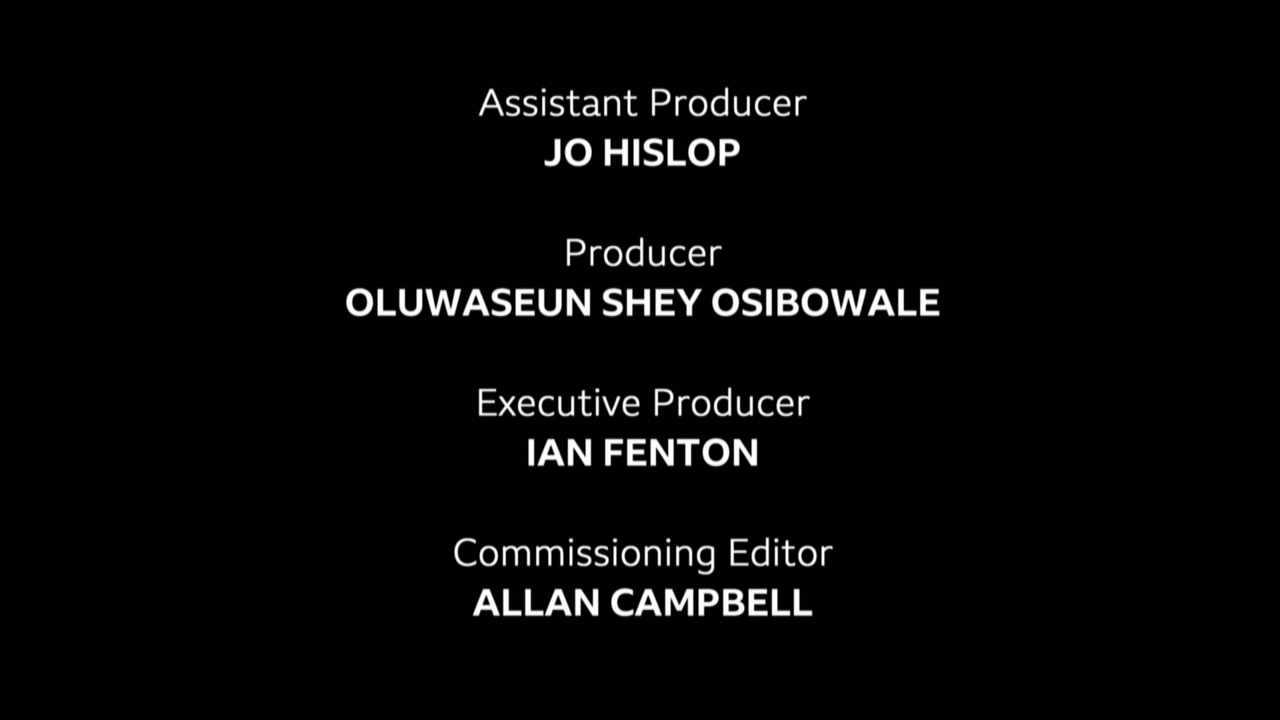 Assistant Producer
JO HISLOP
Producer
OLUWASEUN SHEY OSIBOWALE
Executive Producer
IAN FENTON
Commissioning Editor
ALLAN CAMPBELL